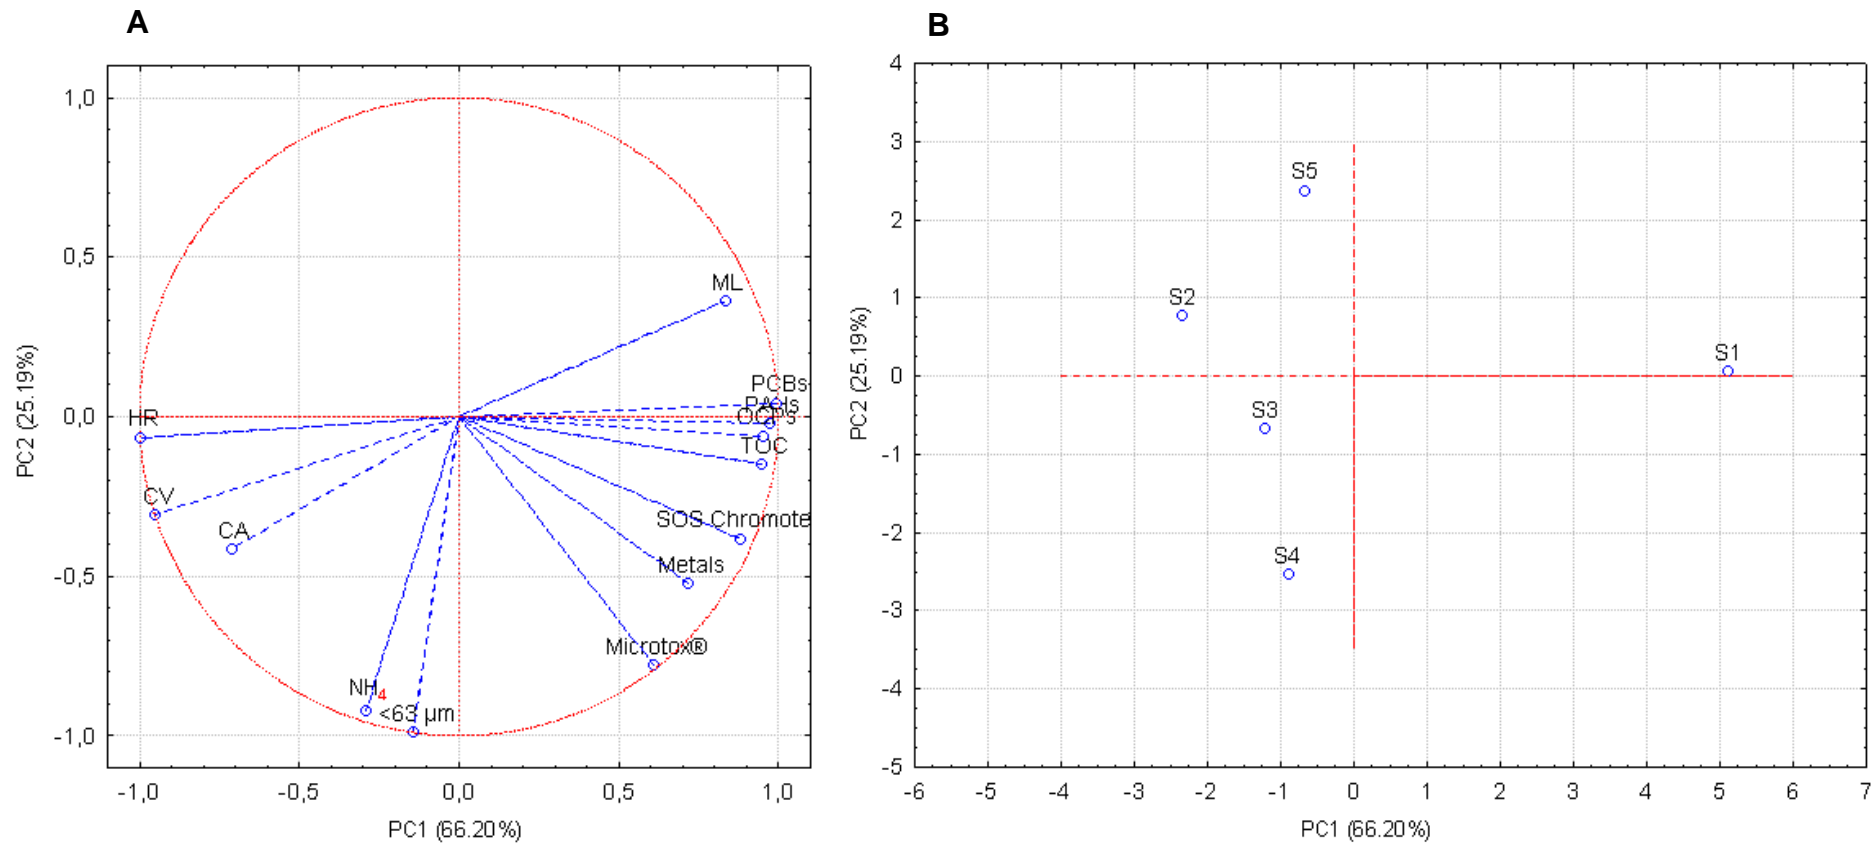 A
1,0
0,5
0,0
-0,5
-1,0
PC2 (25.19%)
ML
PCBs
PAHs
OCPs
TOC
SOS Chromote
Metals
Microtox®
HR
CV
CA
NH4
<63 µm
-1,0 -0,5 0,0 0,5 1,0
PC1 (66.20%)
B
4
3
2
1
0
-1
-2
-3
-4
-5
PC2 (25.19%)
S5
S2
S1
S3
S4
-6 -5 -4 -3 -2 -1 0 1 2 3 4 5 6 7
PC1 (66.20%)